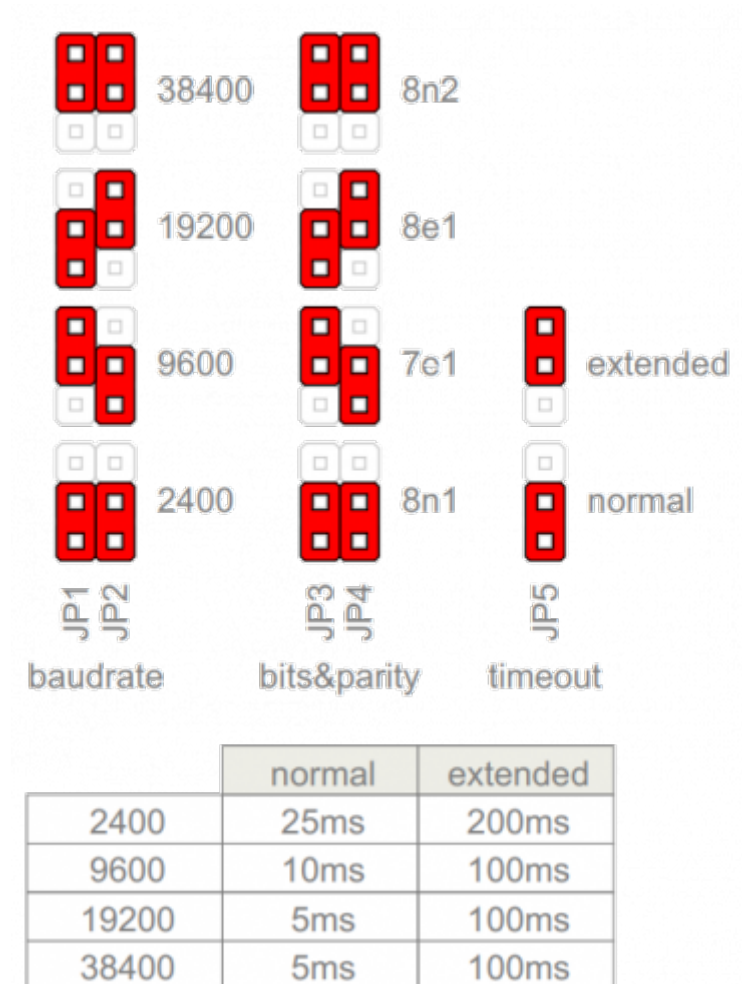 38400 8n2
19200 8e1
9600 7e1 extended
2400 8n1 normal
JP1 JP2 JP3 JP4 JP5
baudrate bits&parity timeout
normal extended
2400 25ms 200ms
9600 10ms 100ms
19200 5ms 100ms
38400 5ms 100ms